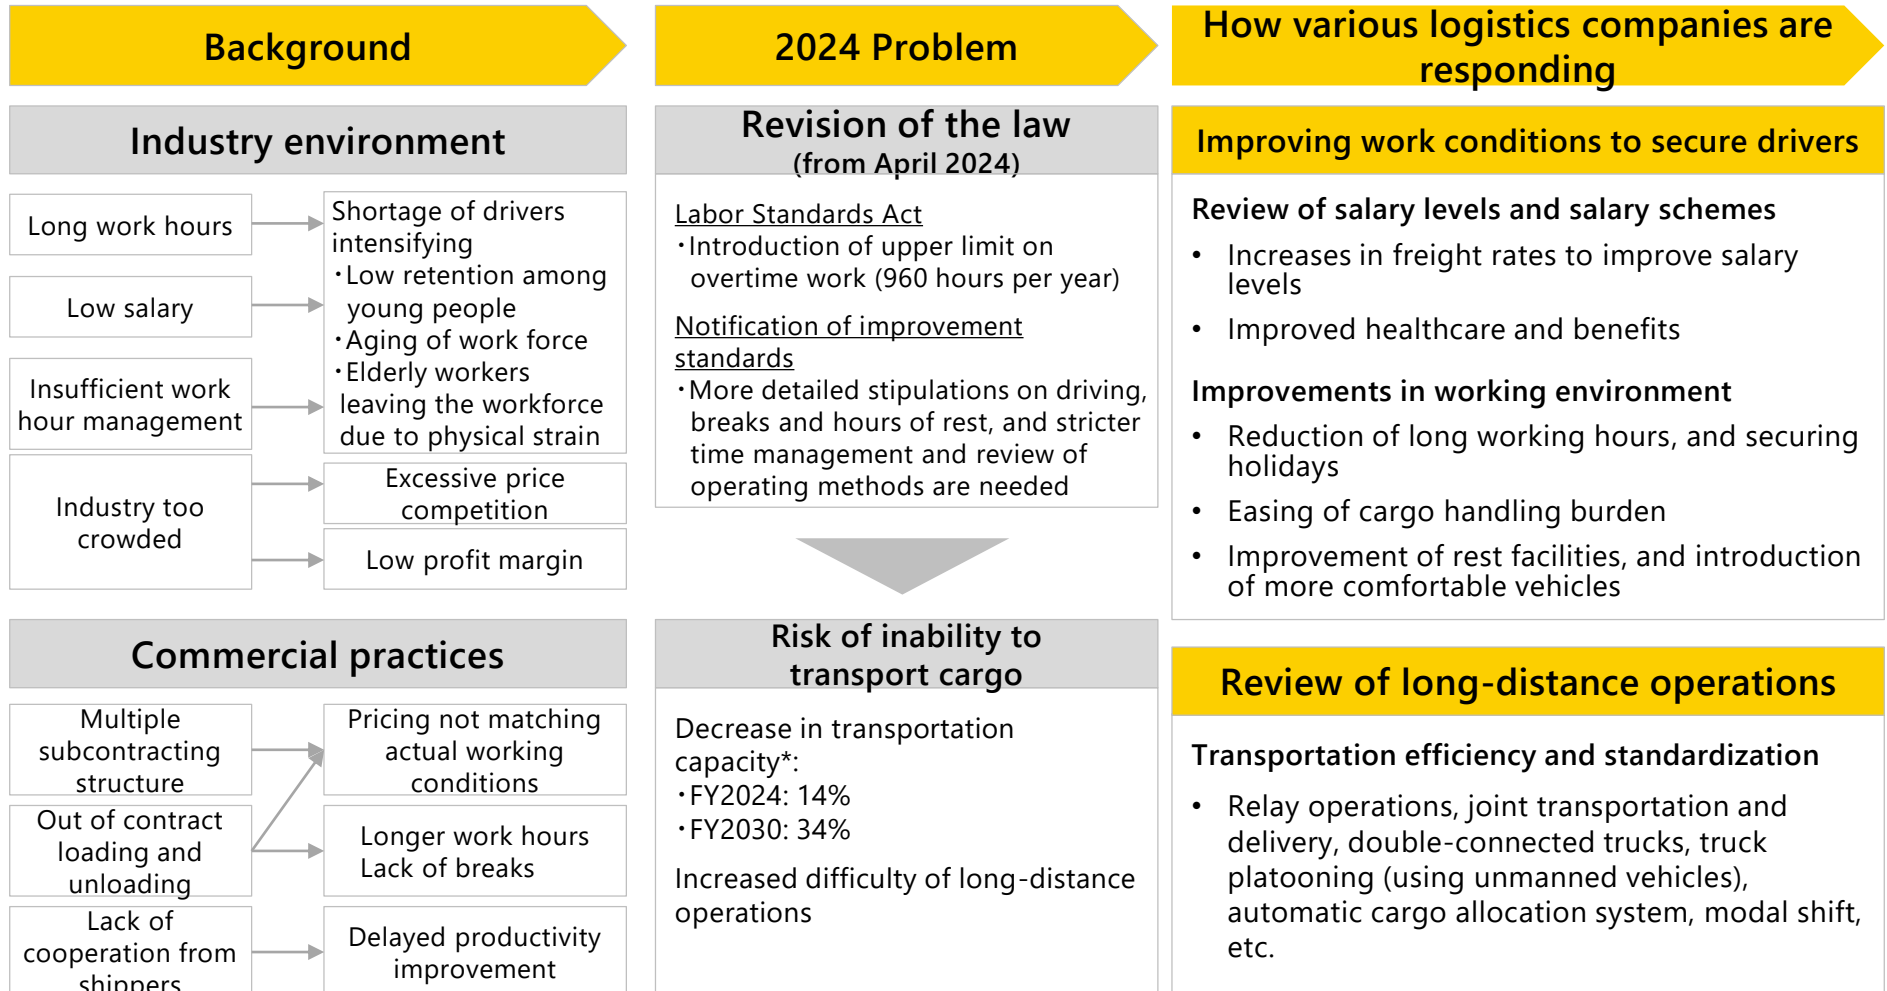 Background
Industry environment
Long work hours
Low salary
Insufficient work
hour management
Industry too
crowded
Shortage of drivers
intensifying
・Low retention among
young people
・Aging of work force
・Elderly workers
leaving the workforce
due to physical strain
Excessive price
competition
Low profit margin
Commercial practices
Multiple
subcontracting
structure
Out of contract
loading and
unloading
Lack of
cooperation from
shippers
Pricing not matching
actual working
conditions
Longer work hours
Lack of breaks
Delayed productivity
improvement
2024 Problem
Revision of the law
(from April 2024)
Labor Standards Act
・Introduction of upper limit on
overtime work (960 hours per year)
Notification of improvement
standards
・More detailed stipulations on driving,
breaks and hours of rest, and stricter
time management and review of
operating methods are needed
Risk of inability to
transport cargo
Decrease in transportation
capacity*:
・FY2024: 14%
・FY2030: 34%
Increased difficulty of long-distance
operations
How various logistics companies are
responding
Improving work conditions to secure drivers
Review of salary levels and salary schemes
• Increases in freight rates to improve salary
levels
• Improved healthcare and benefits
Improvements in working environment
• Reduction of long working hours, and securing
holidays
• Easing of cargo handling burden
• Improvement of rest facilities, and introduction
of more comfortable vehicles
Review of long-distance operations
Transportation efficiency and standardization
• Relay operations, joint transportation and
delivery, double-connected trucks, truck
platooning (using unmanned vehicles),
automatic cargo allocation system, modal shift,
etc.